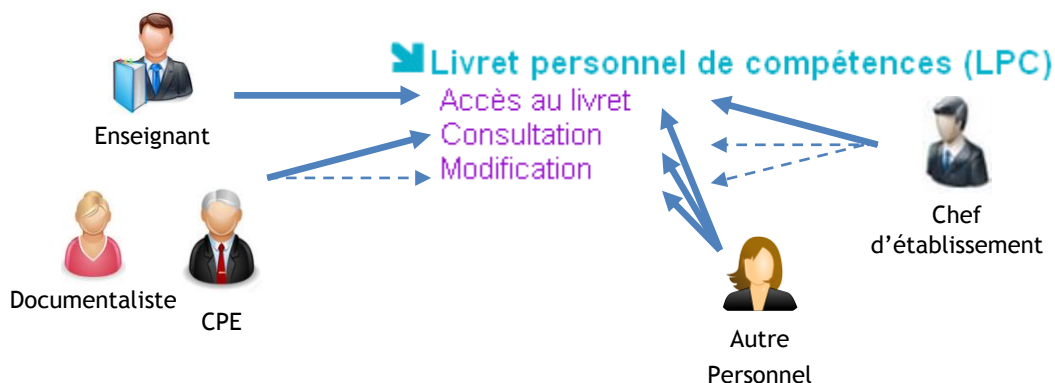 Livret personnel de compétences (LPC)
Accès au livret
Consultation
Modification
Enseignant
Documentaliste
CPE
Chef
d’établissement
Autre
Personnel